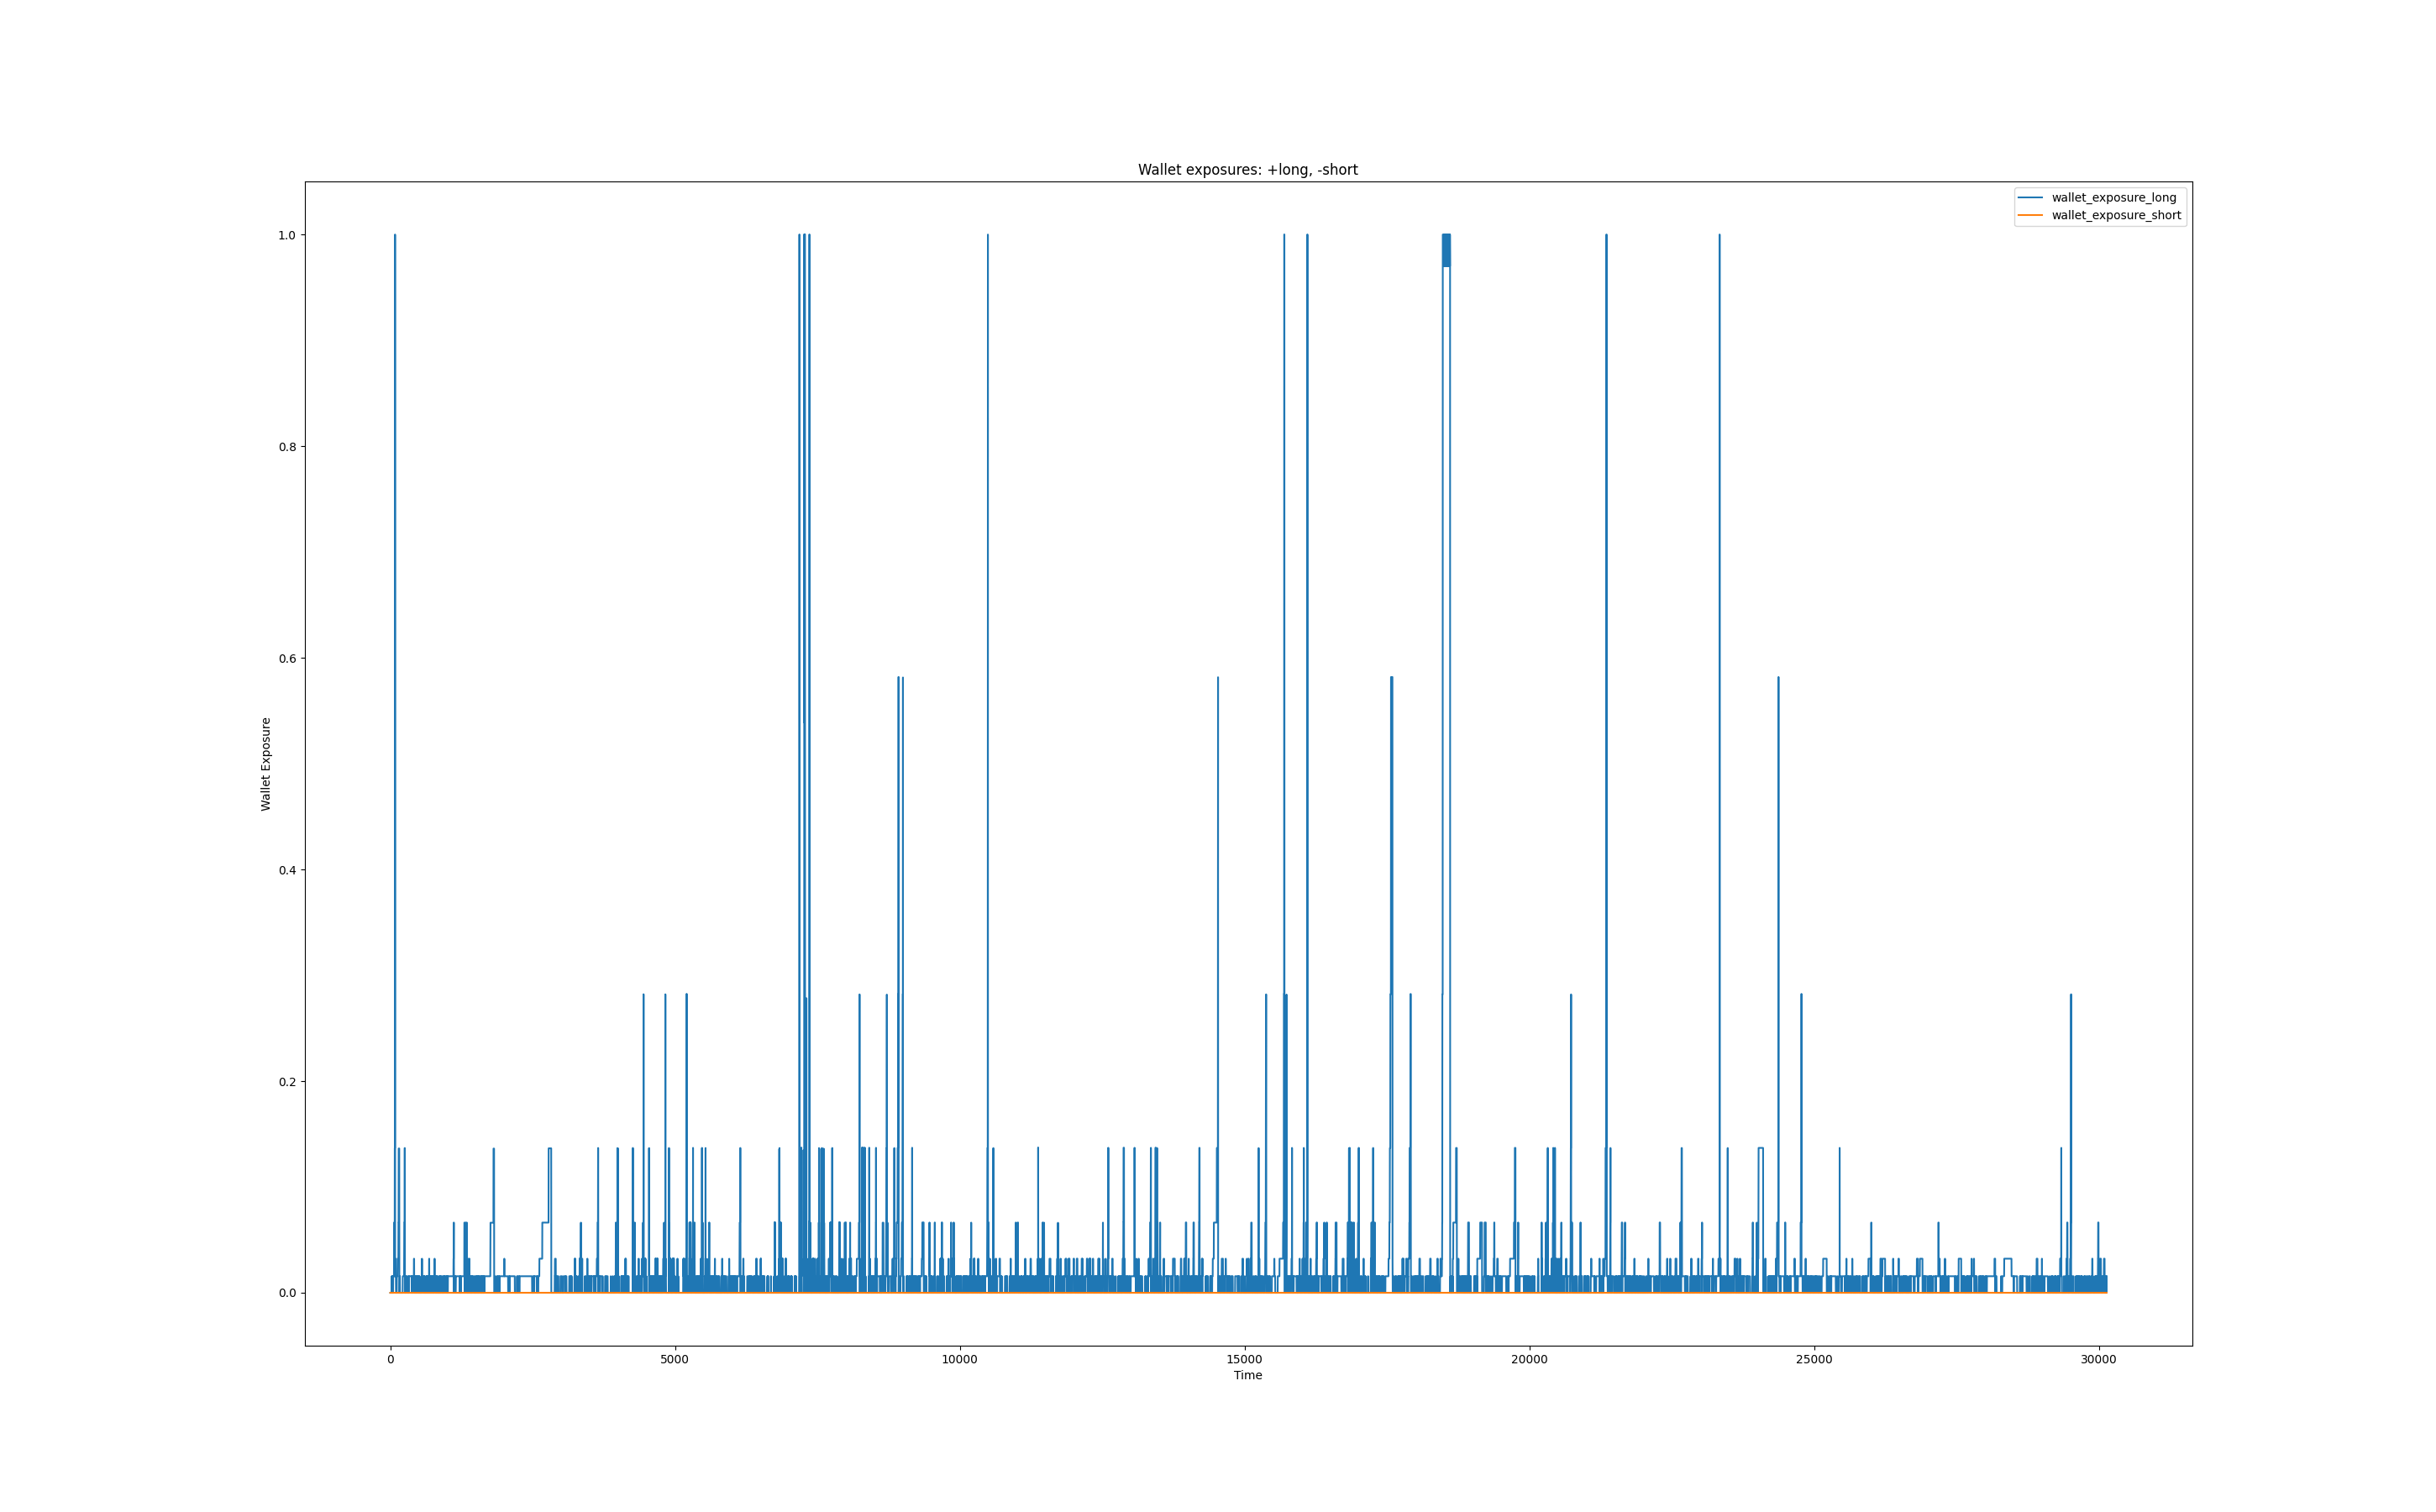 Wallet exposures: +long, -short
wallet_exposure_long
wallet_exposure_short
1.0
0.8
0.6
0.4
0.2
0.0
Wallet Exposure
0 5000 10000 15000 20000 25000 30000
Time